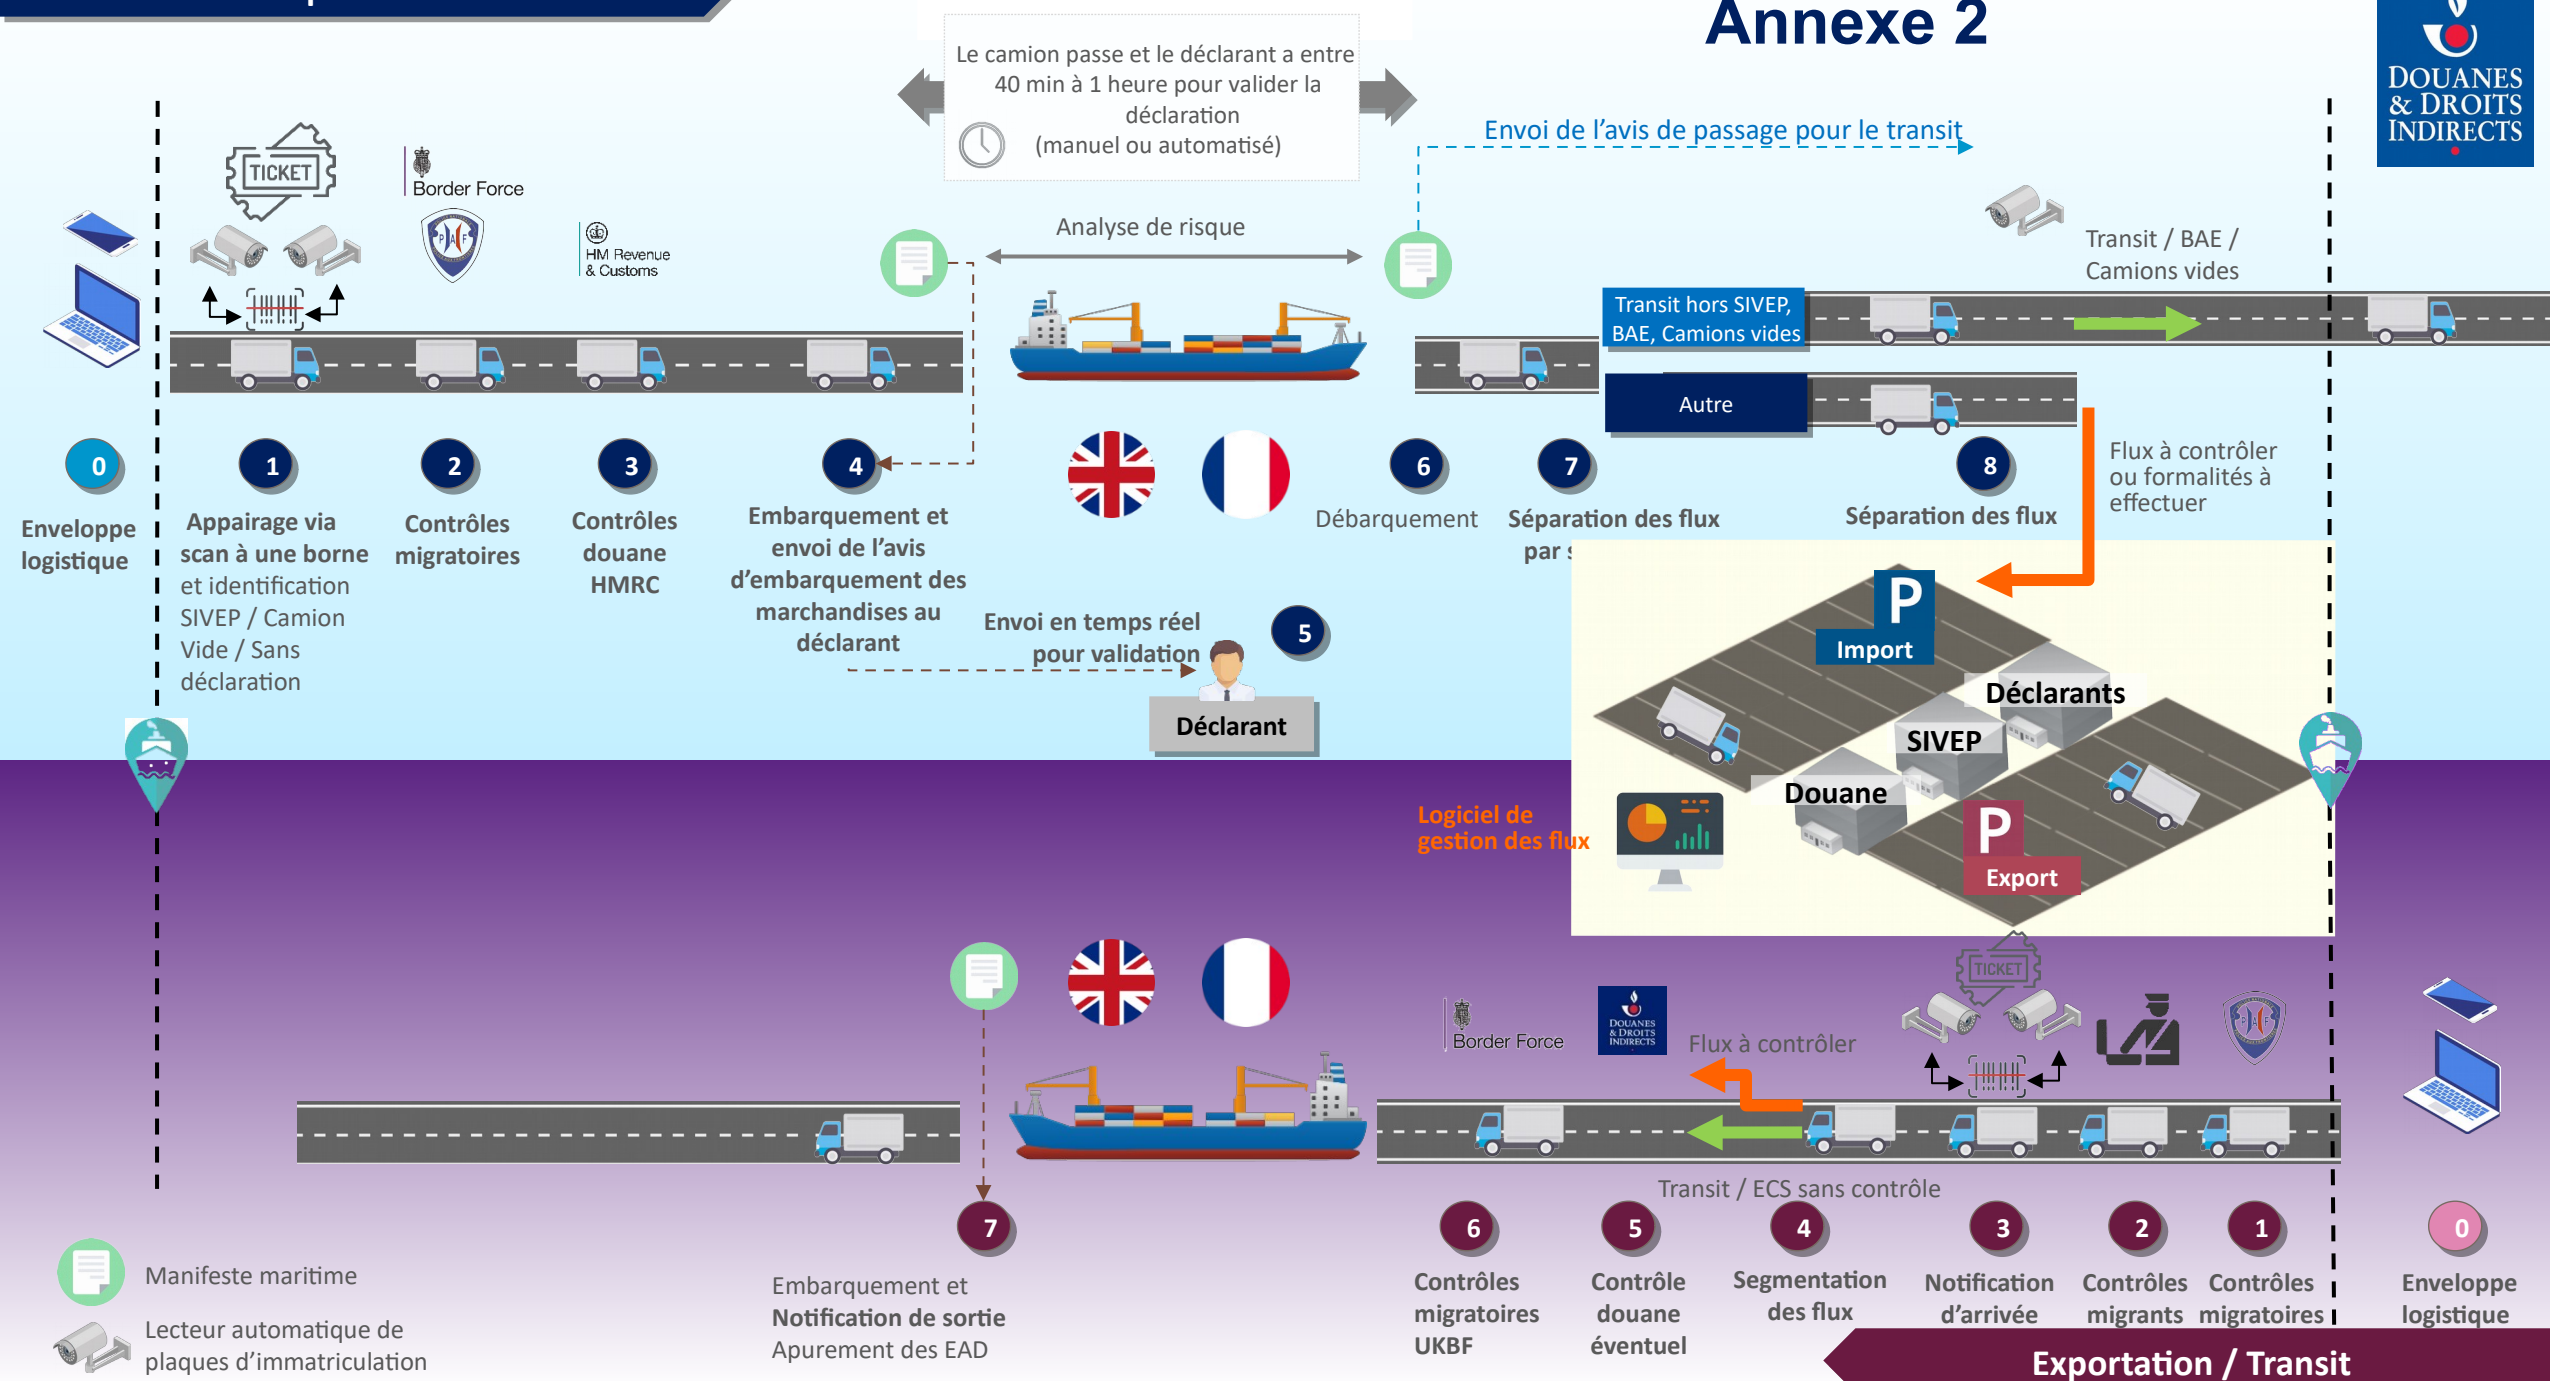 Annexe 2
DOUANES
& DROITS
INDIRECTS
Le camion passe et le déclarant a entre
40 min à 1 heure pour valider la
déclaration
(manuel ou automatisé)
Envoi de l'avis de passage pour le transit
TICKET
Border Force
PAF
HM Revenue
& Customs
Analyse de risque
Transit / BAE /
Camions vides
Transit hors SIVEP,
BAE, Camions vides
Autre
0
1
2
3
4
6
7
8
Flux à contrôler
ou formalités à
effectuer
Enveloppe
logistique
Appairage via
scan à une borne
et identification
SIVEP / Camion
Vide / Sans
déclaration
Contrôles
migratoires
Contrôles
douane
HMRC
Embarquement et
envoi de l'avis
d'embarquement des
marchandises au
déclarant
Débarquement
Séparation des flux
par
Séparation des flux
Envoi en temps réel
pour validation
5
Déclarant
P
Import
Déclarants
SIVEP
Douane
P
Export
Logiciel de
gestion des flux
TICKET
Border Force
DOUANES
& DROITS
INDIRECTS
PAF
Flux à contrôler
Transit / ECS sans contrôle
7
6
5
4
3
2
1
0
Embarquement et
Notification de sortie
Apurement des EAD
Contrôles
migratoires
UKBF
Contrôle
douane
éventuel
Segmentation
des flux
Notification
d'arrivée
Contrôles
migrants
Contrôles
migratoires
Enveloppe
logistique
Manifeste maritime
Lecteur automatique de
plaques d'immatriculation
Exportation / Transit